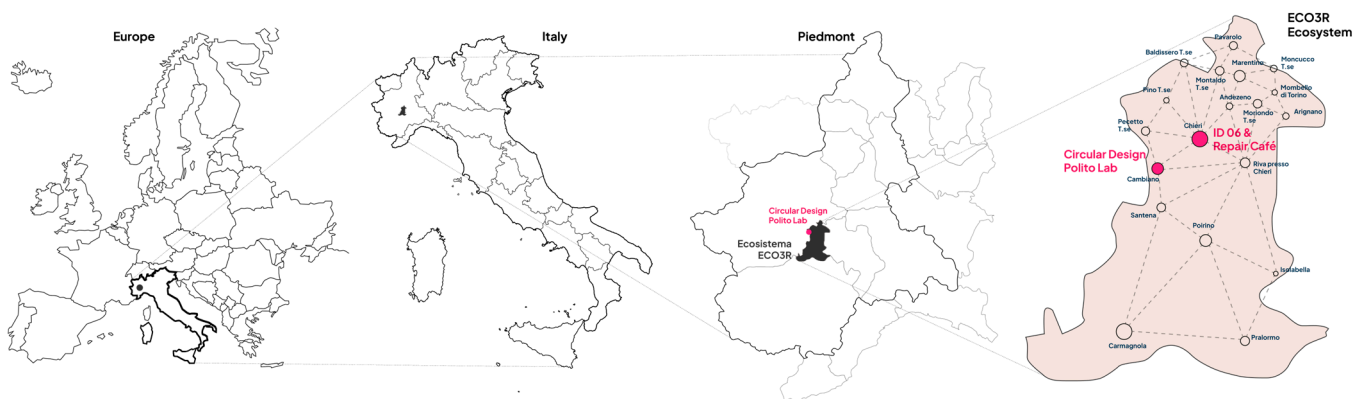 Europe
Italy
Piedmont
Circular Design
Polito Lab
Ecosistema
ECO3R
ECO3R
Ecosystem
Pavarolo
Baldissero T.se
Marentino
Moncucco
T.se
Montaldo
T.se
Pino T.se
Mombello
di Torino
Andezeno
Moriondo
T.se
Arignano
Pecetto
T.se
Chieri
ID 06 &
Repair Café
Circular Design
Polito Lab
Cambiano
Riva presso
Chieri
Santena
Poirino
Isolabella
Carmagnola
Pralormo